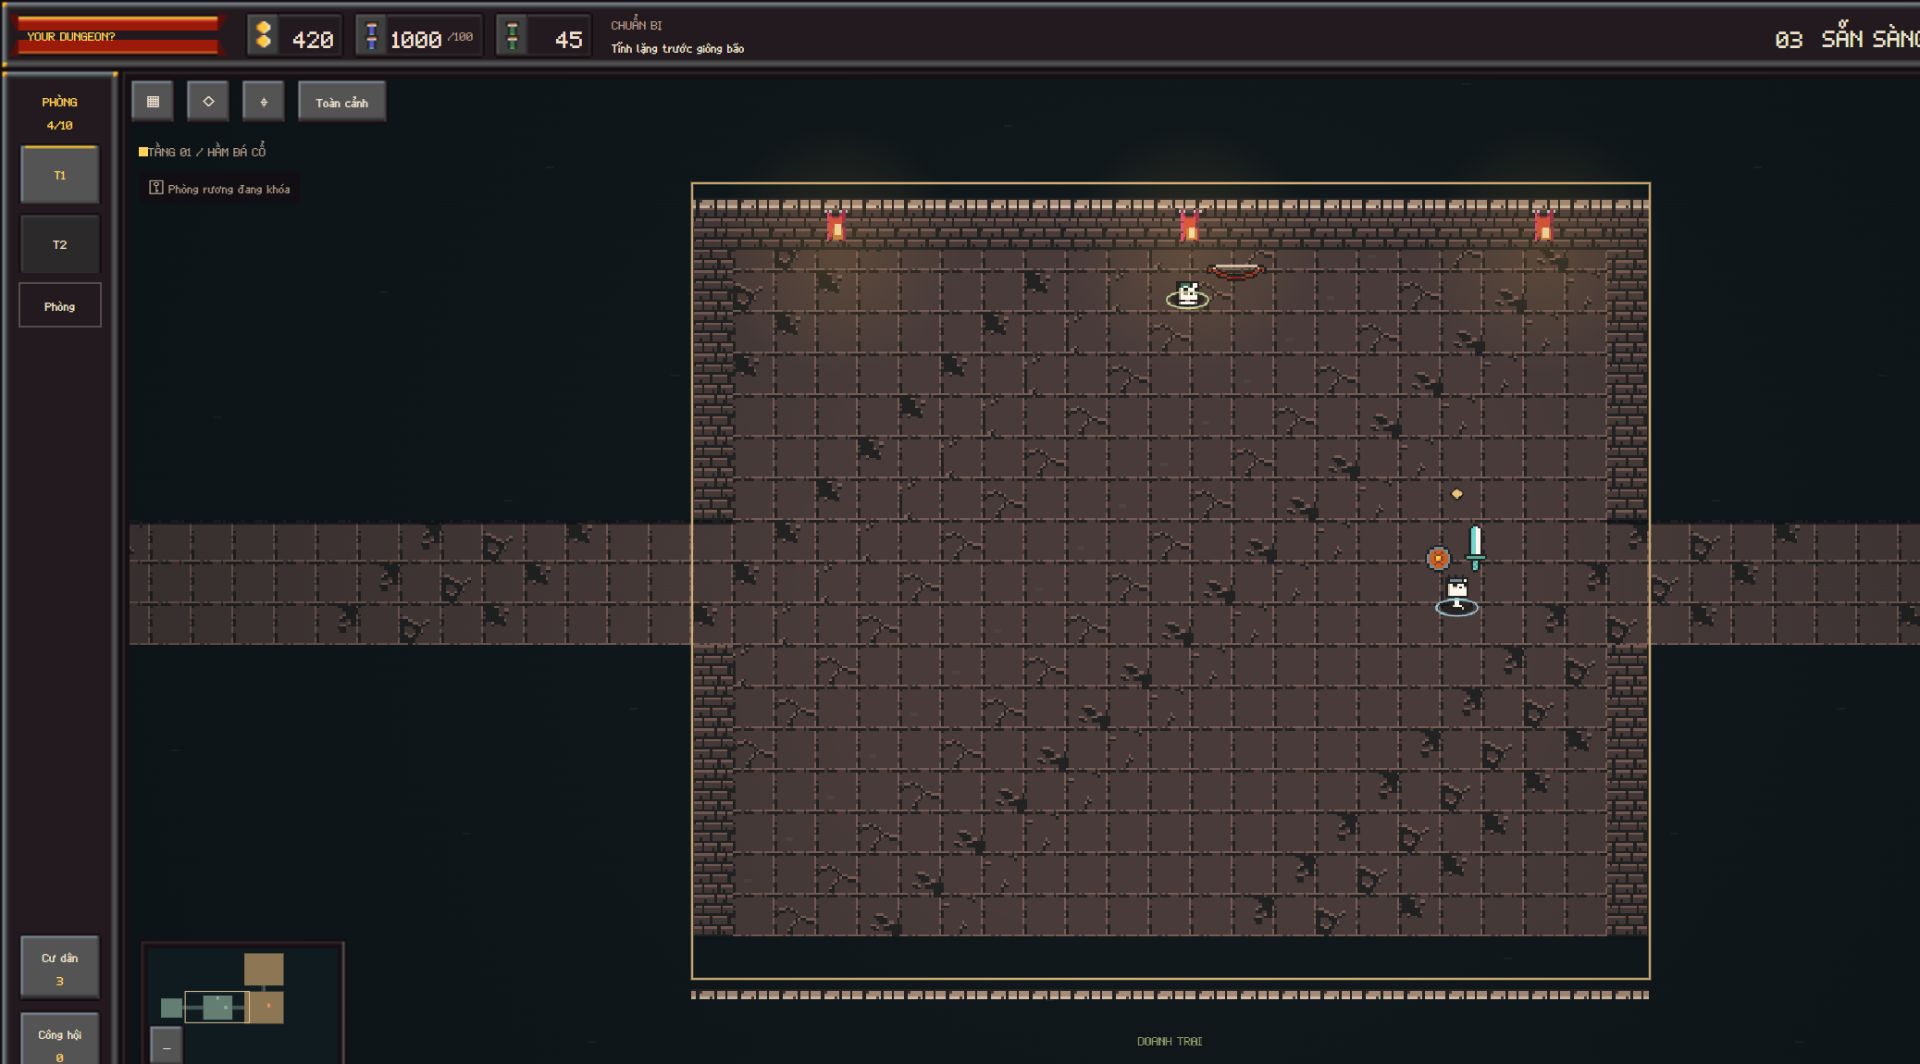 YOUR DUNGEON?
420
1000 /100
45
CHUẨN BỊ
Tĩnh lặng trước giông bão
03 SẴN SÀNG
PHÒNG
4/10
T1
T2
Phòng
Toàn cảnh
TẦNG 01 / HẦM ĐÁ CỔ
Phòng rương đang khóa
Cư dân
3
Công hội
0
DOANH TRẠI